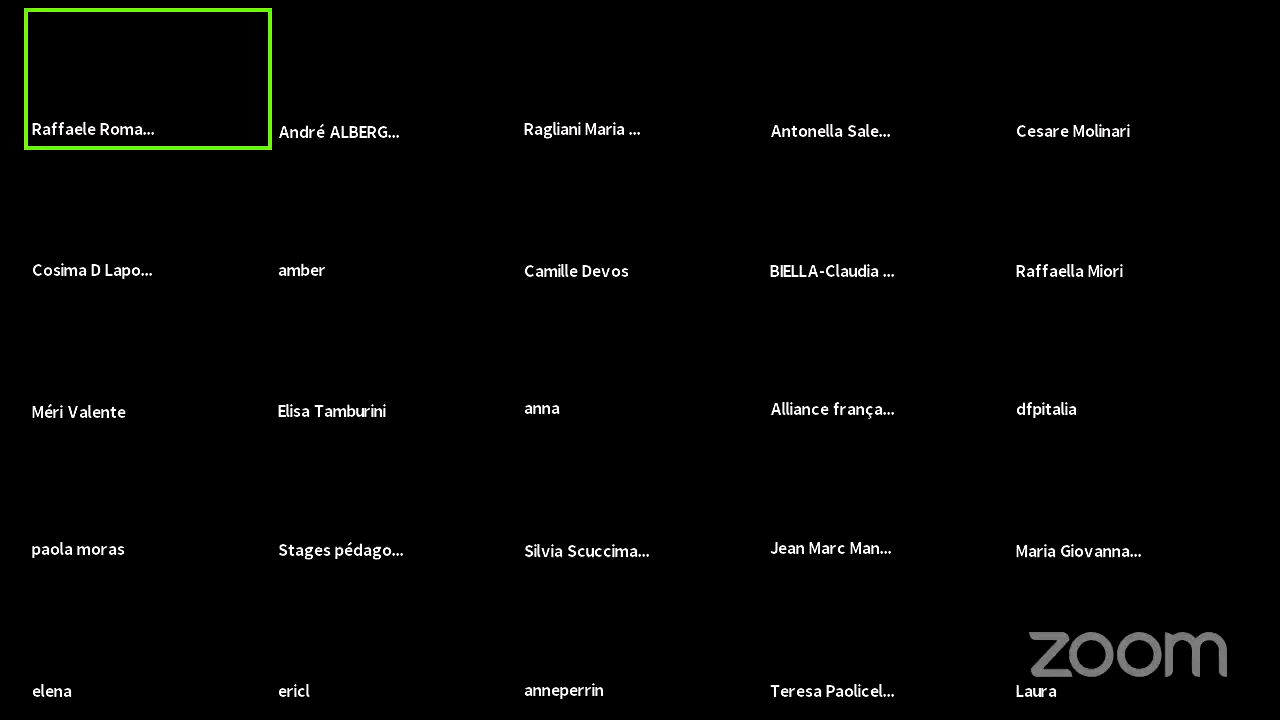 Raffaele Roma...
André ALBERG...
Ragliani Maria ...
Antonella Sale...
Cesare Molinari
Cosima D Lapo...
amber
Camille Devos
BIELLA-Claudia ...
Raffaella Miori
Méri Valente
Elisa Tamburini
anna
Alliance frança...
dfpitalia
paola moras
Stages pédago...
Silvia Scuccima...
Jean Marc Man...
Maria Giovanna...
elena
ericl
anneperrin
Teresa Paolicel...
Laura
zoom